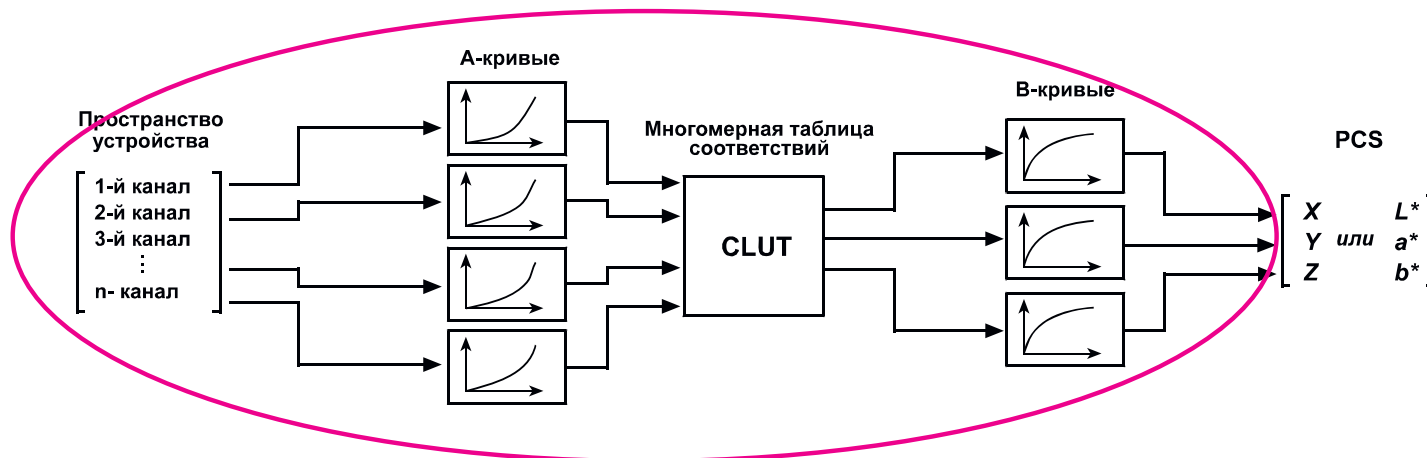 А-кривые
В-кривые
Пространство
устройства
Многомерная таблица
соответствий
PCS
1-й канал
2-й канал
3-й канал
⋮
n- канал
CLUT
X L*
Y или a*
Z b*